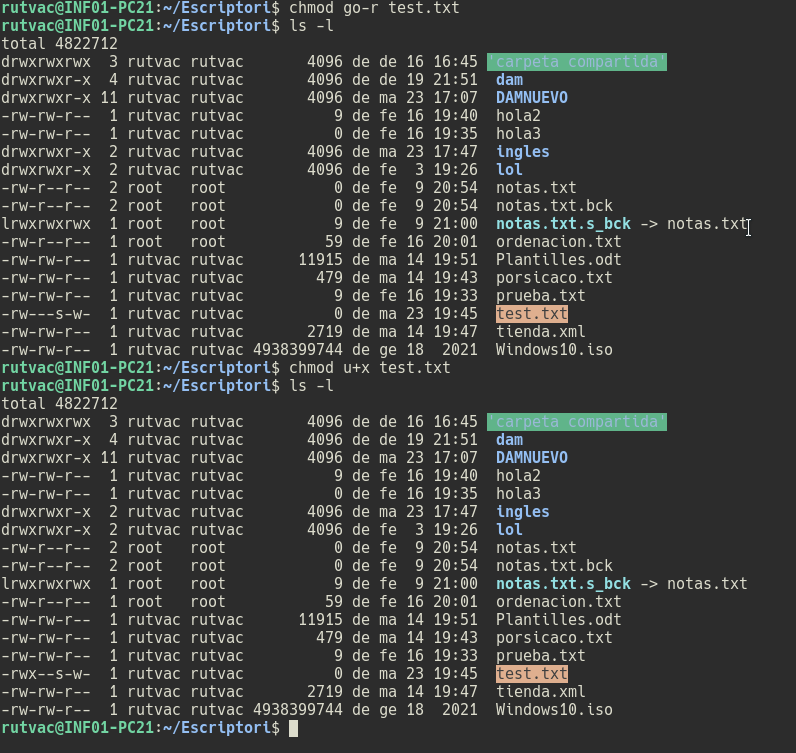 rutvac@INF01-PC21:~/Escriptori$ chmod go-r test.txt
rutvac@INF01-PC21:~/Escriptori$ ls -l
total 4822712
drwxrwxrwx  3 rutvac rutvac       4096 de de 16 16:45 'carpeta compartida'
drwxrwxr-x  4 rutvac rutvac       4096 de de 19 21:51  dam
drwxrwxr-x 11 rutvac rutvac       4096 de ma 23 17:07  DAMNUEVO
-rw-rw-r--  1 rutvac rutvac          9 de fe 16 19:40  hola2
-rw-rw-r--  1 rutvac rutvac          0 de fe 16 19:35  hola3
drwxrwxr-x  2 rutvac rutvac       4096 de ma 23 17:47  ingles
drwxrwxr-x  2 rutvac rutvac       4096 de fe  3 19:26  lol
-rw-r--r--  2 root   root            0 de fe  9 20:54  notas.txt
-rw-r--r--  2 root   root            0 de fe  9 20:54  notas.txt.bck
lrwxrwxrwx  1 root   root            9 de fe  9 21:00  notas.txt.s_bck -> notas.txt
-rw-r--r--  1 root   root           59 de fe 16 20:01  ordenacion.txt
-rw-rw-r--  1 rutvac rutvac      11915 de ma 14 19:51  Plantilles.odt
-rw-rw-r--  1 rutvac rutvac        479 de ma 14 19:43  porsicaco.txt
-rw-rw-r--  1 rutvac rutvac          9 de fe 16 19:33  prueba.txt
-rw---s-w-  1 rutvac rutvac          0 de ma 23 19:45  test.txt
-rw-rw-r--  1 rutvac rutvac       2719 de ma 14 19:47  tienda.xml
-rw-rw-r--  1 rutvac rutvac 4938399744 de ge 18  2021  Windows10.iso
rutvac@INF01-PC21:~/Escriptori$ chmod u+x test.txt
rutvac@INF01-PC21:~/Escriptori$ ls -l
total 4822712
drwxrwxrwx  3 rutvac rutvac       4096 de de 16 16:45 'carpeta compartida'
drwxrwxr-x  4 rutvac rutvac       4096 de de 19 21:51  dam
drwxrwxr-x 11 rutvac rutvac       4096 de ma 23 17:07  DAMNUEVO
-rw-rw-r--  1 rutvac rutvac          9 de fe 16 19:40  hola2
-rw-rw-r--  1 rutvac rutvac          0 de fe 16 19:35  hola3
drwxrwxr-x  2 rutvac rutvac       4096 de ma 23 17:47  ingles
drwxrwxr-x  2 rutvac rutvac       4096 de fe  3 19:26  lol
-rw-r--r--  2 root   root            0 de fe  9 20:54  notas.txt
-rw-r--r--  2 root   root            0 de fe  9 20:54  notas.txt.bck
lrwxrwxrwx  1 root   root            9 de fe  9 21:00  notas.txt.s_bck -> notas.txt
-rw-r--r--  1 root   root           59 de fe 16 20:01  ordenacion.txt
-rw-rw-r--  1 rutvac rutvac      11915 de ma 14 19:51  Plantilles.odt
-rw-rw-r--  1 rutvac rutvac        479 de ma 14 19:43  porsicaco.txt
-rw-rw-r--  1 rutvac rutvac          9 de fe 16 19:33  prueba.txt
-rwx--s-w-  1 rutvac rutvac          0 de ma 23 19:45  test.txt
-rw-rw-r--  1 rutvac rutvac       2719 de ma 14 19:47  tienda.xml
-rw-rw-r--  1 rutvac rutvac 4938399744 de ge 18  2021  Windows10.iso
rutvac@INF01-PC21:~/Escriptori$